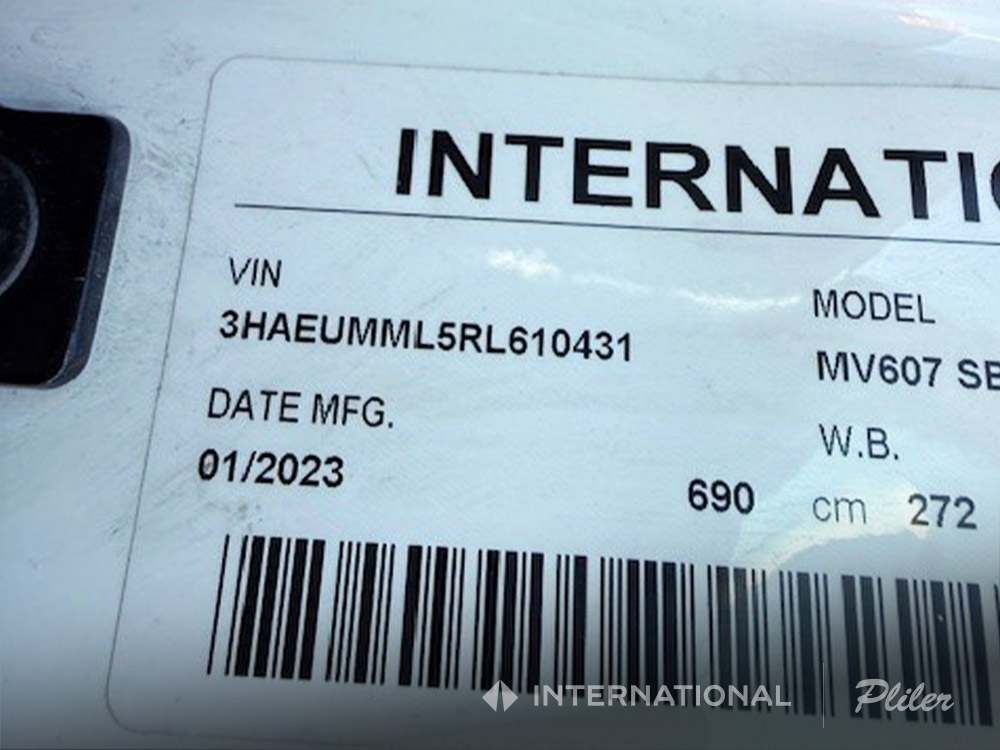 INTERNATIO
VIN
3HAEUMML5RL610431
MODEL
MV607 SB
DATE MFG.
01/2023
W.B.
690 cm 272
INTERNATIONAL
Pliler